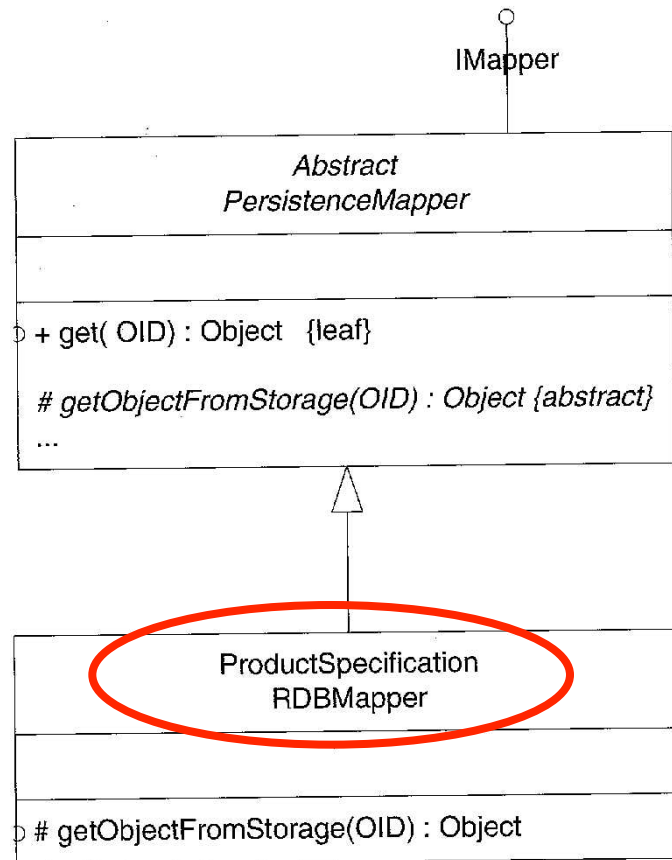 IMapper
Abstract
PersistenceMapper
+ get( OID) : Object {leaf}
# getObjectFromStorage(OID) : Object {abstract}
...
ProductSpecification
RDBMapper
# getObjectFromStorage(OID) : Object